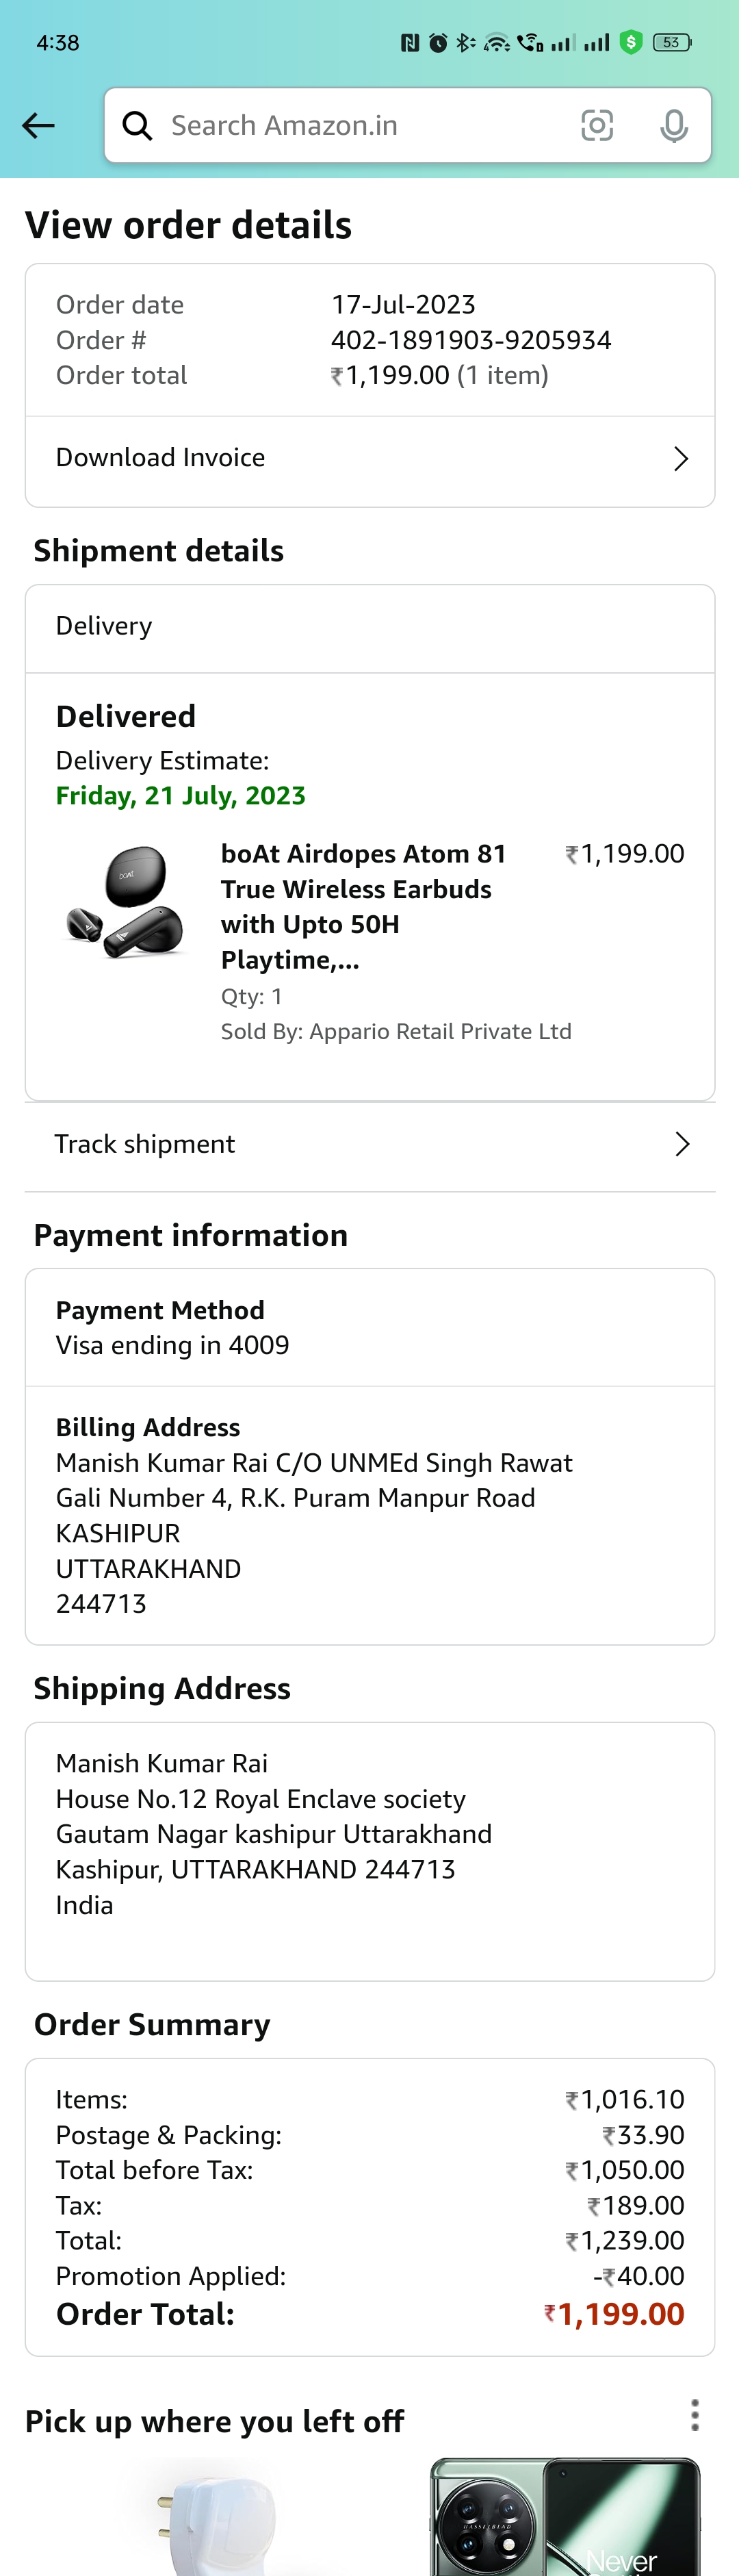 4:38
53
Search Amazon.in
View order details
Order date 17-Jul-2023
Order # 402-1891903-9205934
Order total ₹1,199.00 (1 item)
Download Invoice
Shipment details
Delivery
Delivered
Delivery Estimate:
Friday, 21 July, 2023
boAt
boAt Airdopes Atom 81 ₹1,199.00
True Wireless Earbuds
with Upto 50H
Playtime,...
Qty: 1
Sold By: Appario Retail Private Ltd
Track shipment
Payment information
Payment Method
Visa ending in 4009
Billing Address
Manish Kumar Rai C/O UNMEd Singh Rawat
Gali Number 4, R.K. Puram Manpur Road
KASHIPUR
UTTARAKHAND
244713
Shipping Address
Manish Kumar Rai
House No.12 Royal Enclave society
Gautam Nagar kashipur Uttarakhand
Kashipur, UTTARAKHAND 244713
India
Order Summary
Items: ₹1,016.10
Postage & Packing: ₹33.90
Total before Tax: ₹1,050.00
Tax: ₹189.00
Total: ₹1,239.00
Promotion Applied: -₹40.00
Order Total: ₹1,199.00
Pick up where you left off
HASSELBLAD
Never